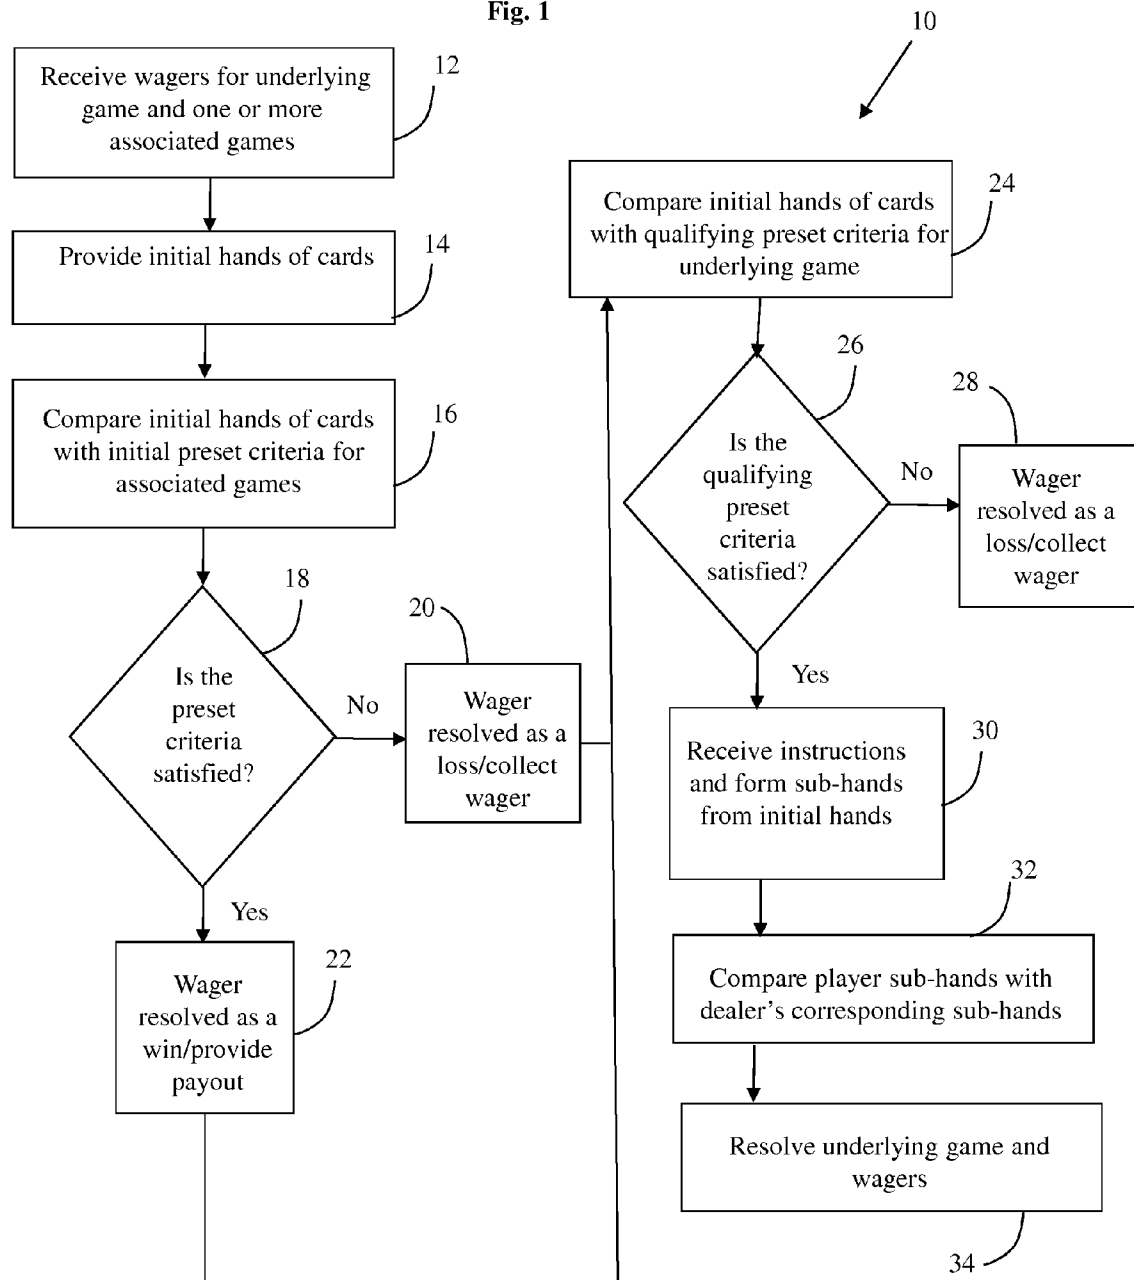 Fig. 1
10
Receive wagers for underlying
game and one or more
associated games
12
Provide initial hands of cards
14
Compare initial hands of cards
with initial preset criteria for
associated games
16
Is the
preset
criteria
satisfied?
18
No
Wager
resolved as a
loss/collect
wager
20
Yes
Wager
resolved as a
win/provide
payout
22
Compare initial hands of cards
with qualifying preset criteria for
underlying game
24
Is the
qualifying
preset
criteria
satisfied?
26
No
Wager
resolved as a
loss/collect
wager
28
Yes
Receive instructions
and form sub-hands
from initial hands
30
Compare player sub-hands with
dealer's corresponding sub-hands
32
Resolve underlying game and
wagers
34